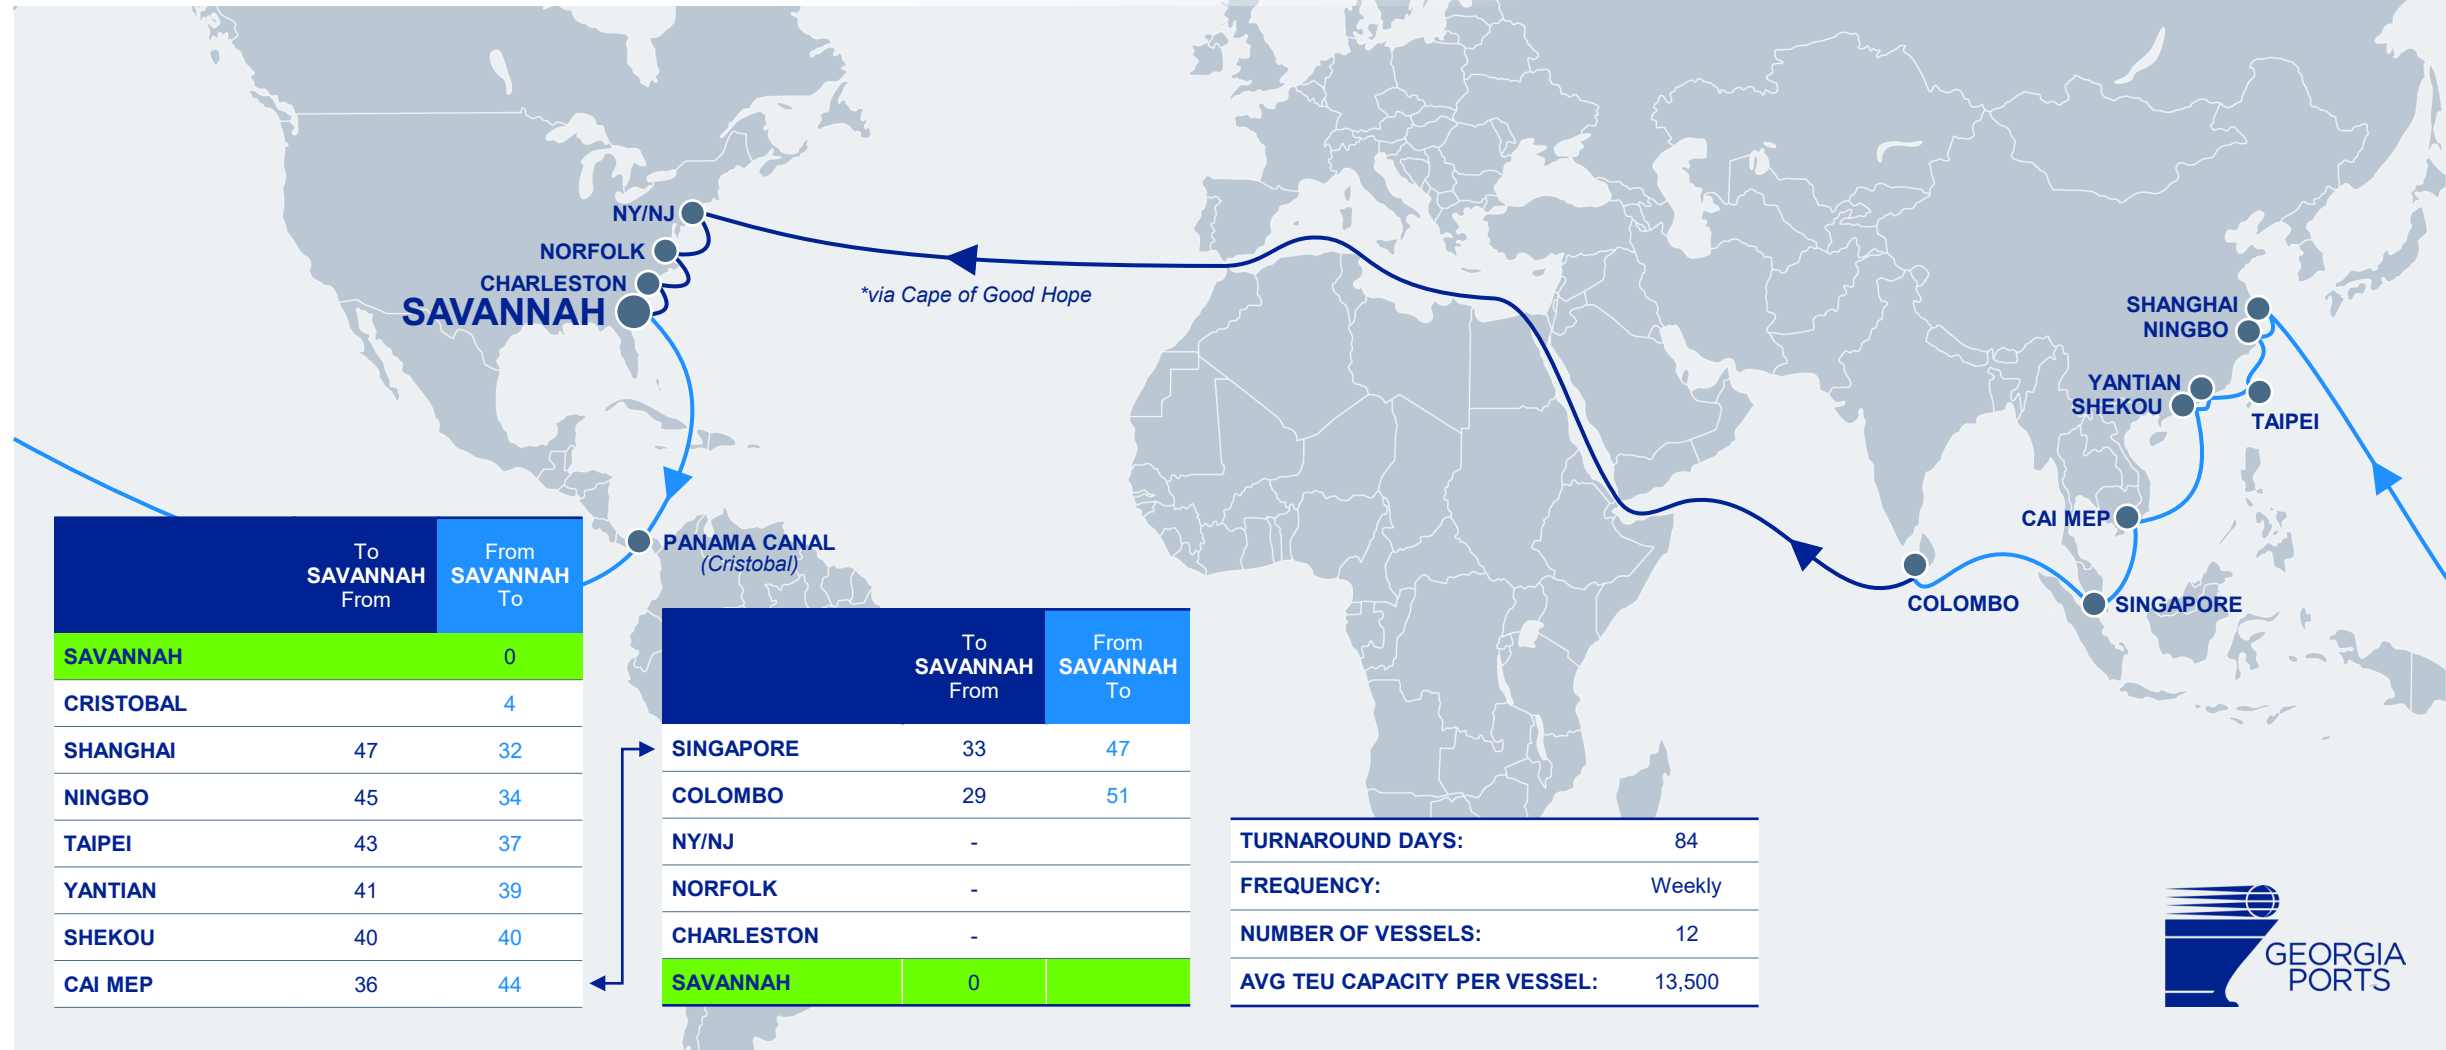 NY/NJ
NORFOLK
CHARLESTON
SAVANNAH
*via Cape of Good Hope
PANAMA CANAL
(Cristobal)
SHANGHAI
NINGBO
YANTIAN
SHEKOU
TAIPEI
CAI MEP
COLOMBO
SINGAPORE
To SAVANNAH From From SAVANNAH To
SAVANNAH 0
CRISTOBAL 4
SHANGHAI 47 32
NINGBO 45 34
TAIPEI 43 37
YANTIAN 41 39
SHEKOU 40 40
CAI MEP 36 44
To SAVANNAH From From SAVANNAH To
SINGAPORE 33 47
COLOMBO 29 51
NY/NJ -
NORFOLK -
CHARLESTON -
SAVANNAH 0
TURNAROUND DAYS: 84
FREQUENCY: Weekly
NUMBER OF VESSELS: 12
AVG TEU CAPACITY PER VESSEL: 13,500
GEORGIA
PORTS